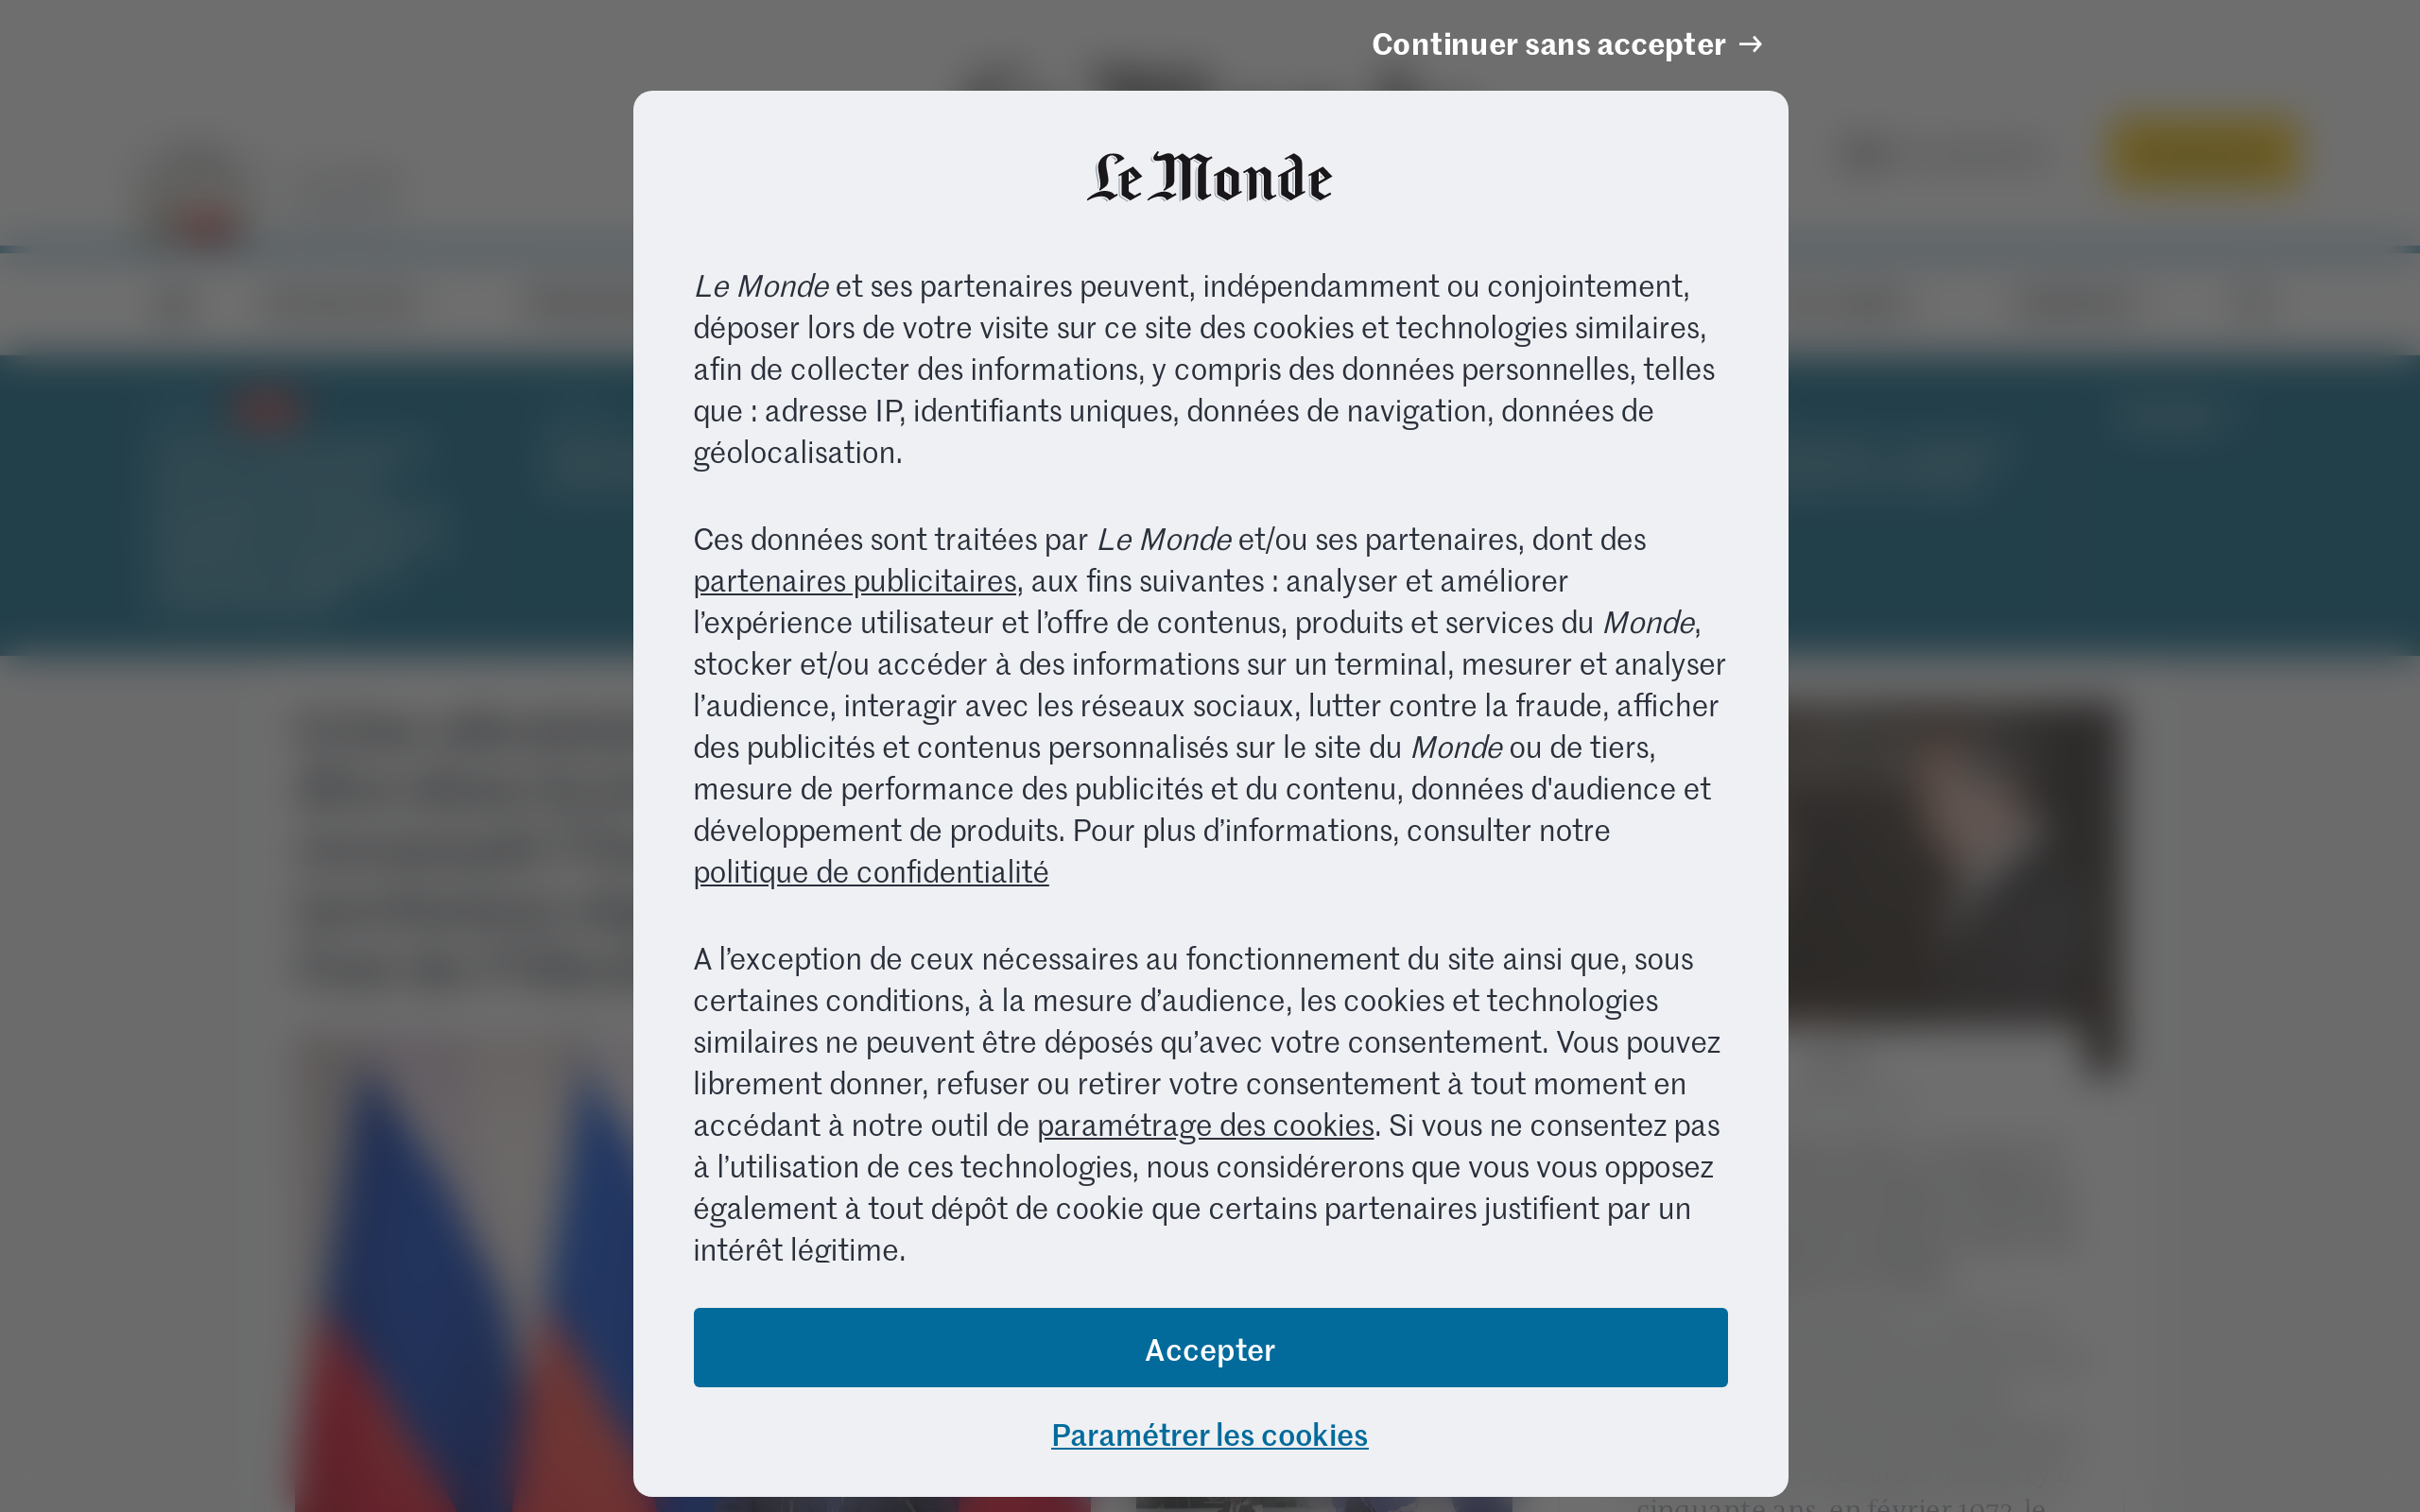 Continuer sans accepter →
Le Monde
Le Monde et ses partenaires peuvent, indépendamment ou conjointement,
déposer lors de votre visite sur ce site des cookies et technologies similaires,
afin de collecter des informations, y compris des données personnelles, telles
que : adresse IP, identifiants uniques, données de navigation, données de
géolocalisation.
Ces données sont traitées par Le Monde et/ou ses partenaires, dont des
partenaires publicitaires, aux fins suivantes : analyser et améliorer
l’expérience utilisateur et l’offre de contenus, produits et services du Monde,
stocker et/ou accéder à des informations sur un terminal, mesurer et analyser
l’audience, interagir avec les réseaux sociaux, lutter contre la fraude, afficher
des publicités et contenus personnalisés sur le site du Monde ou de tiers,
mesure de performance des publicités et du contenu, données d'audience et
développement de produits. Pour plus d’informations, consulter notre
politique de confidentialité
A l’exception de ceux nécessaires au fonctionnement du site ainsi que, sous
certaines conditions, à la mesure d’audience, les cookies et technologies
similaires ne peuvent être déposés qu’avec votre consentement. Vous pouvez
librement donner, refuser ou retirer votre consentement à tout moment en
accédant à notre outil de paramétrage des cookies. Si vous ne consentez pas
à l’utilisation de ces technologies, nous considérerons que vous vous opposez
également à tout dépôt de cookie que certains partenaires justifient par un
intérêt légitime.
Accepter
Paramétrer les cookies
cinquante ans, en février 1973, le